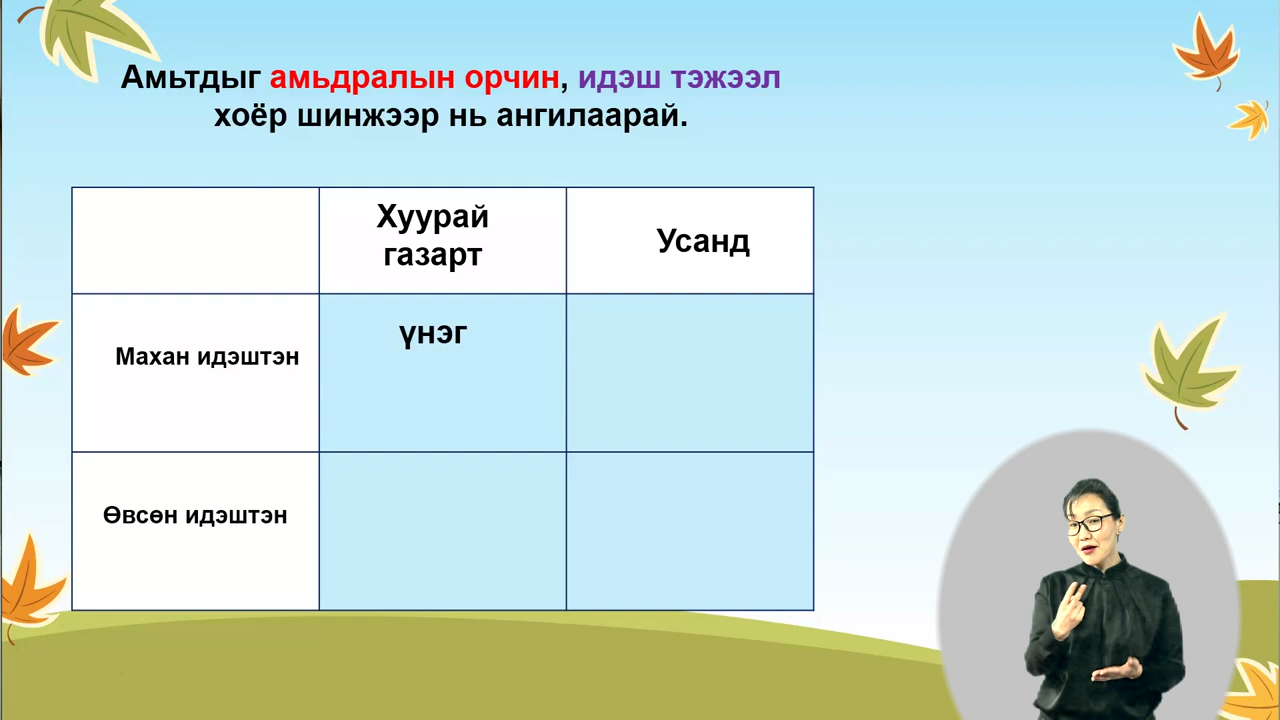 Амьтдыг амьдралын орчин, идэш тэжээл
хоёр шинжээр нь ангилаарай.
Хуурай
газарт
Усанд
Махан идэштэн
үнэг
Өвсөн идэштэн